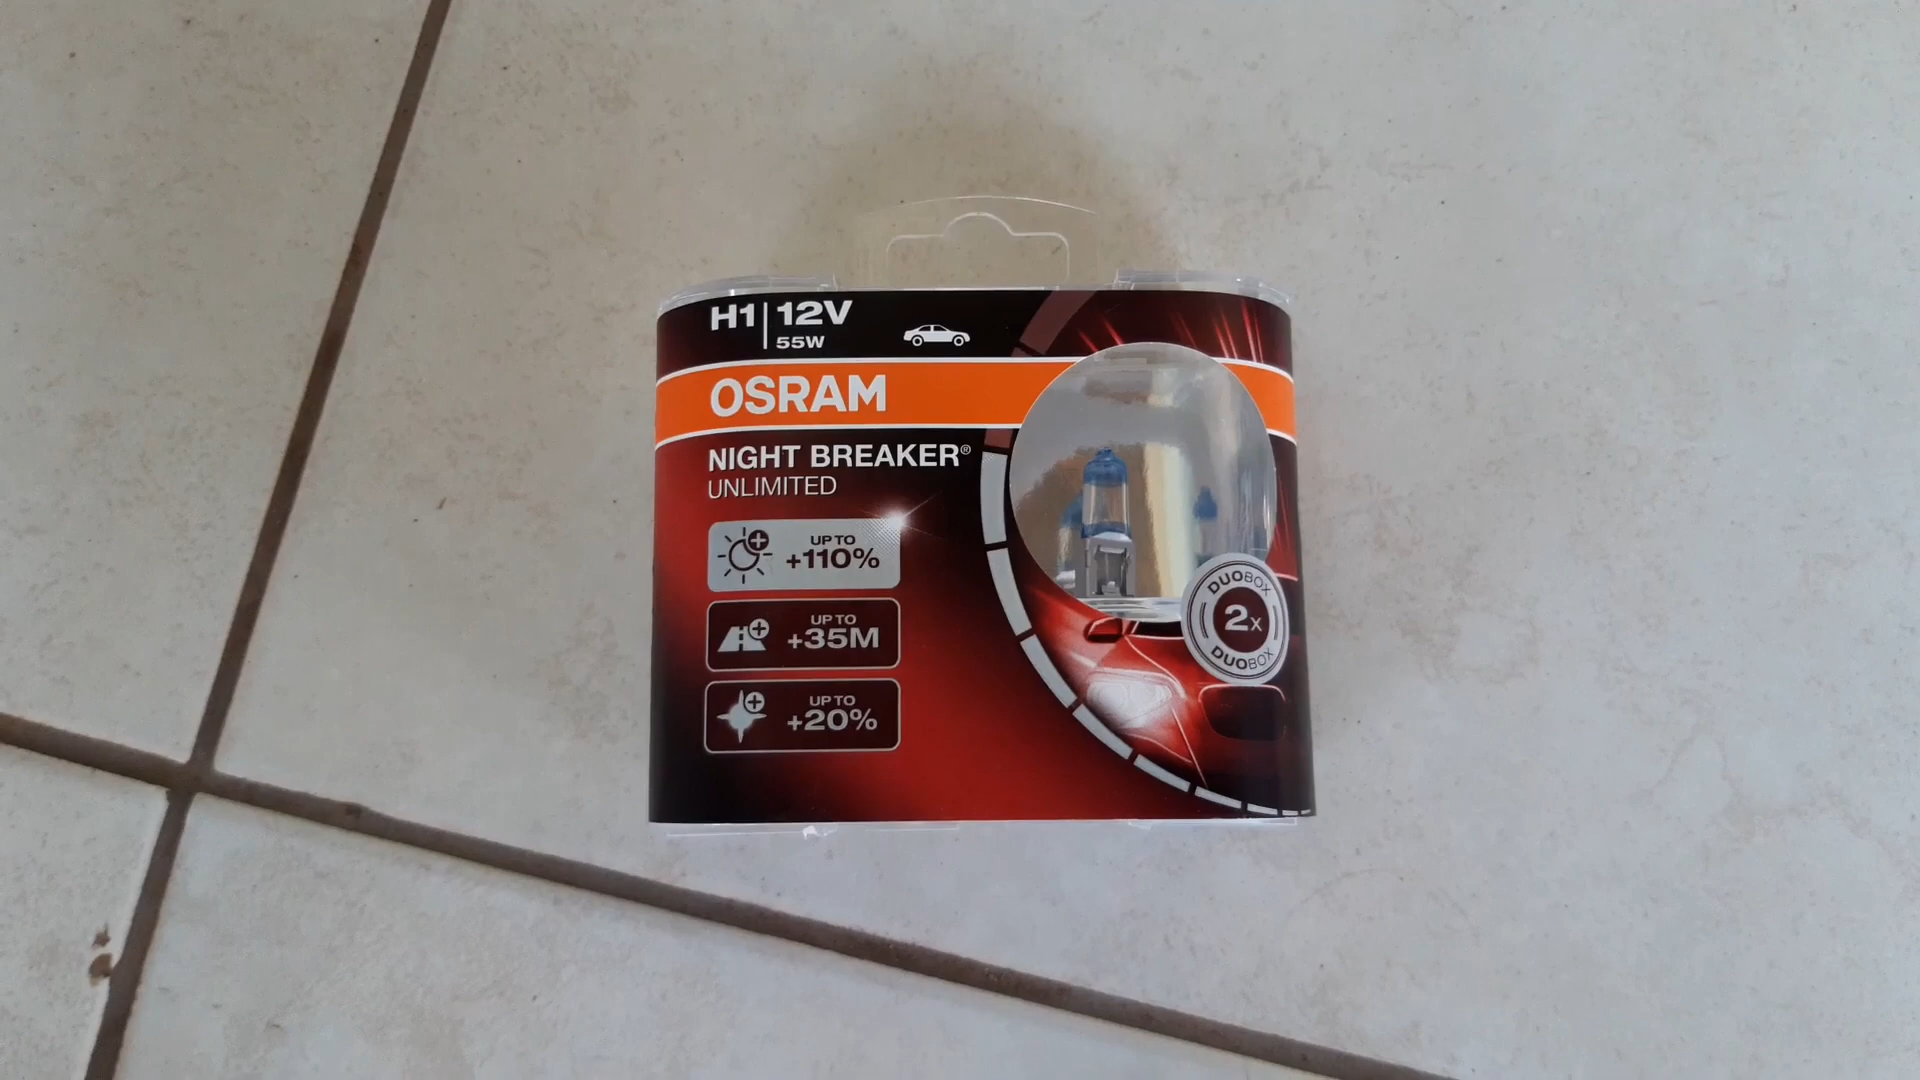 H1 12V
55W
OSRAM
NIGHT BREAKER®
UNLIMITED
UP TO
+110%
UP TO
+35M
UP TO
+20%
DUOBOX
2x
DUOBOX